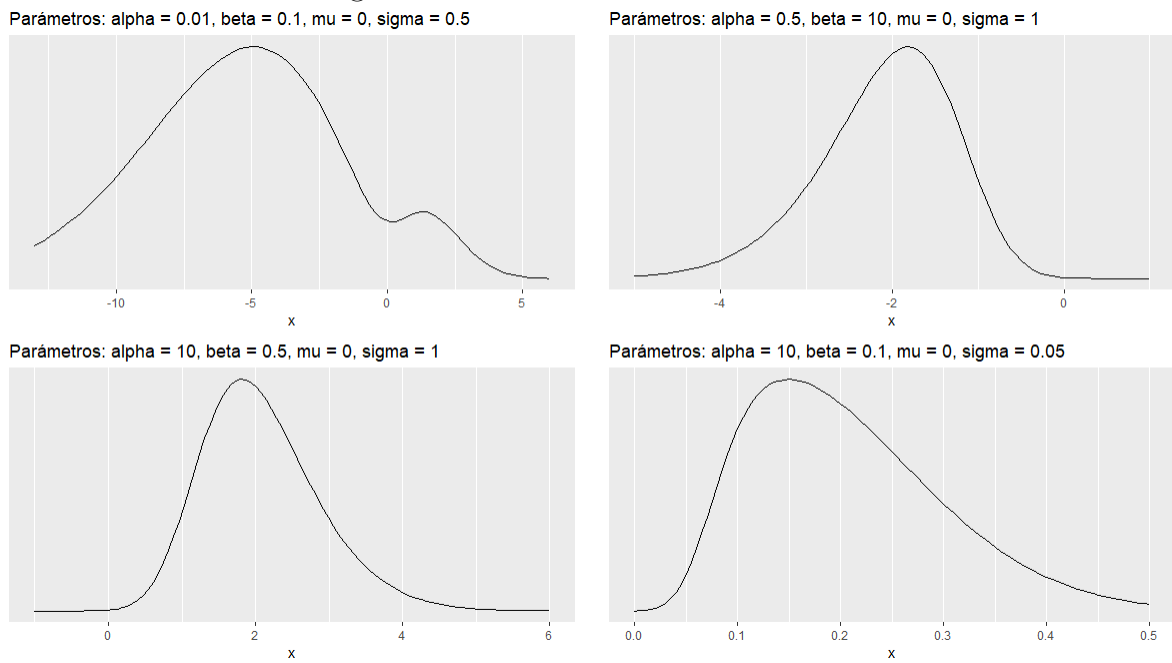 Parámetros: alpha = 0.01, beta = 0.1, mu = 0, sigma = 0.5
-10 -5 0 5
x
Parámetros: alpha = 0.5, beta = 10, mu = 0, sigma = 1
-4 -2 0
x
Parámetros: alpha = 10, beta = 0.5, mu = 0, sigma = 1
0 2 4 6
x
Parámetros: alpha = 10, beta = 0.1, mu = 0, sigma = 0.05
0.0 0.1 0.2 0.3 0.4 0.5
x